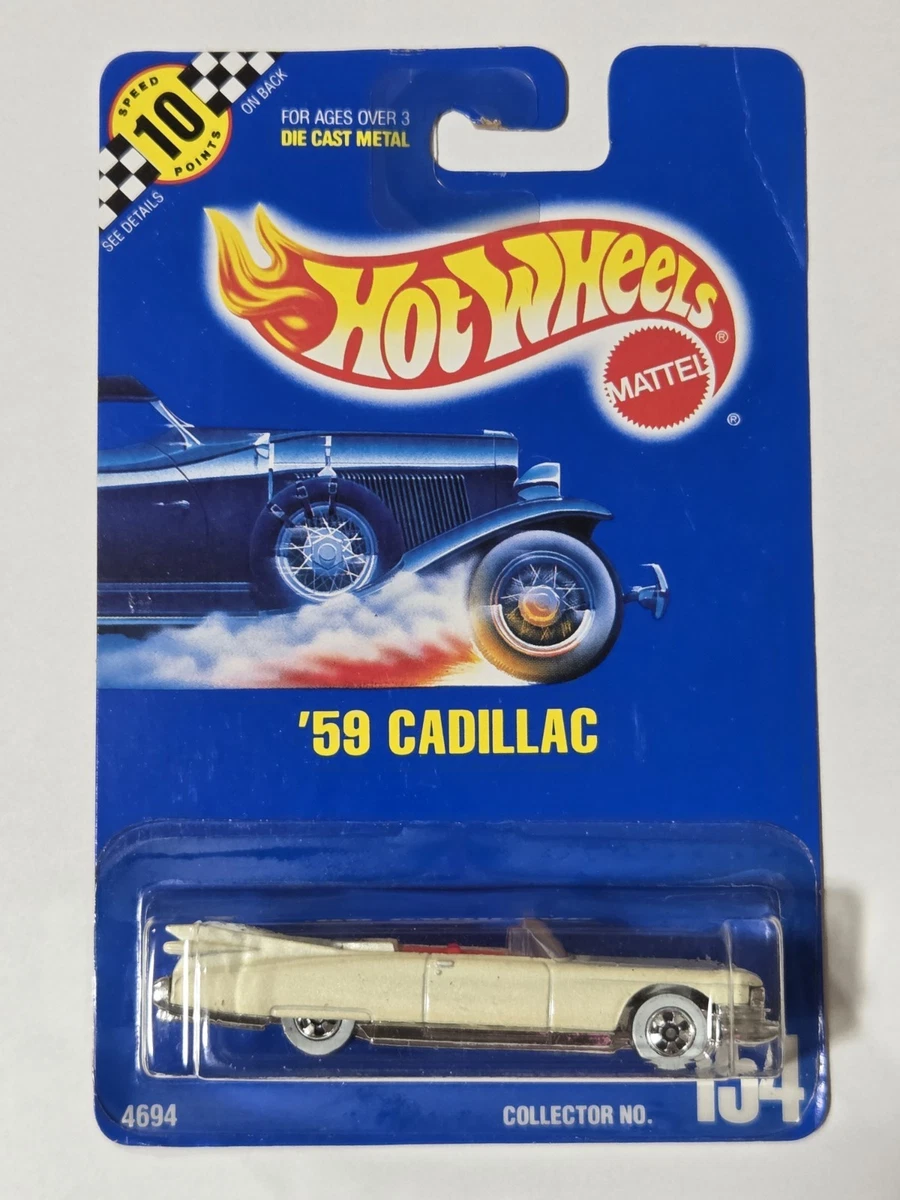 SPEED
10
POINTS
ON BACK
SEE DETAILS
FOR AGES OVER 3
DIE CAST METAL
HOT WHEELS ®
MATTEL
®
'59 CADILLAC
4694
COLLECTOR NO. 154